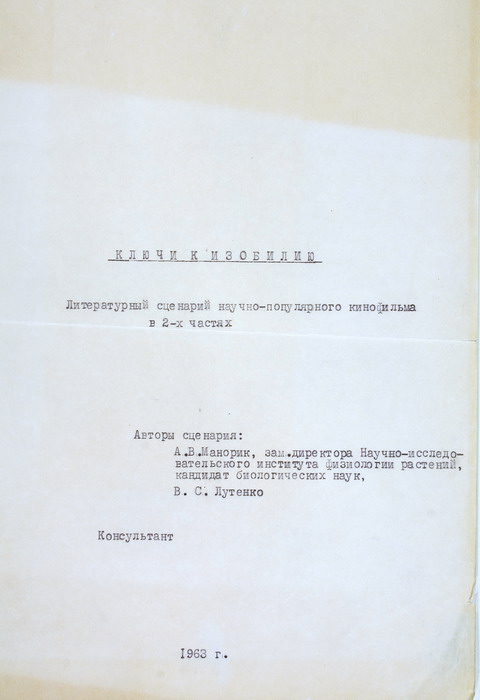 КЛЮЧИ К ИЗОБИЛИЮ
Литературный сценарий научно-популярного кинофильма
в 2-х частях
Авторы сценария:
А.В.Манорик, зам.директора Научно-исследо-
вательского института физиологии растений,
кандидат биологических наук,
В. С. Лутенко
Консультант
1963 г.